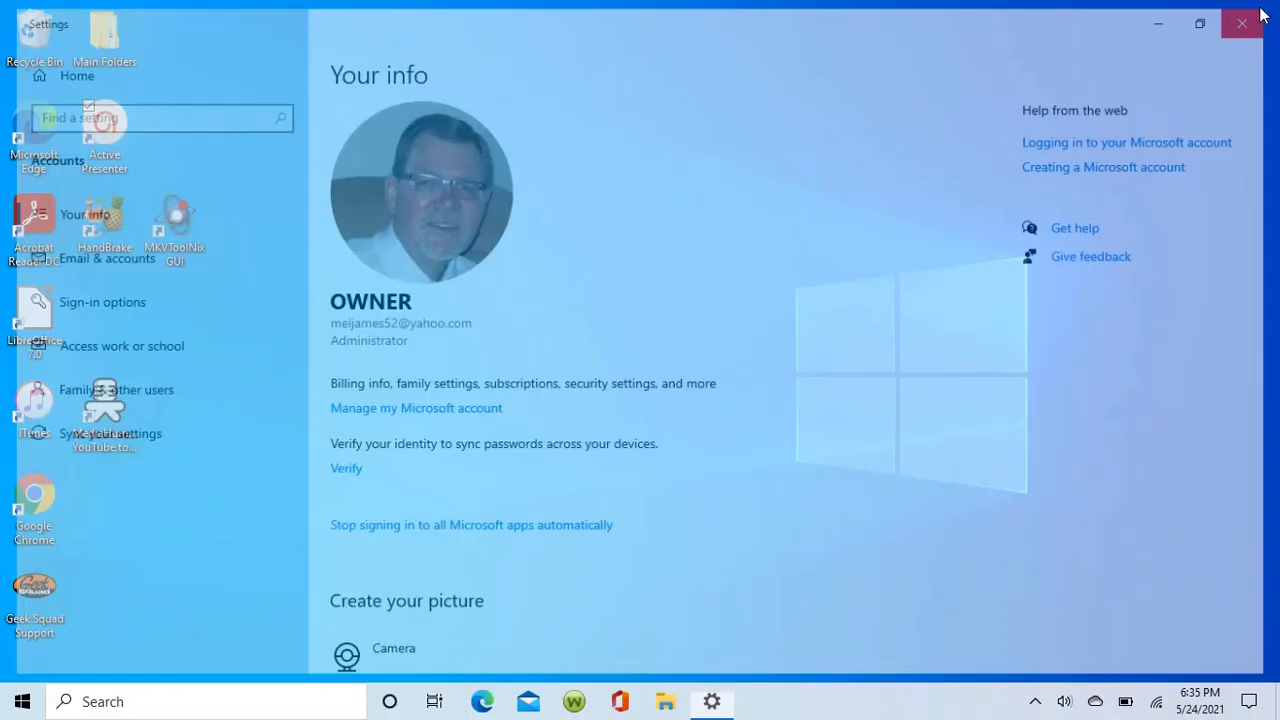 Settings
Recycle Bin
Main Folders
Home
Find a setting
Microsoft
Edge
Active
Presenter
Accounts
Your info
Acrobat
Reader DC
HandBrake
MKVToolNix
GUI
Email & accounts
Sign-in options
LibreOffice
7.0
Access work or school
Family & other users
iTunes
Sync your settings
YouTube to...
Google
Chrome
Geek Squad
Support
Your info
OWNER
meljames52@yahoo.com
Administrator
Billing info, family settings, subscriptions, security settings, and more
Manage my Microsoft account
Verify your identity to sync passwords across your devices.
Verify
Stop signing in to all Microsoft apps automatically
Create your picture
Camera
Help from the web
Logging in to your Microsoft account
Creating a Microsoft account
Get help
Give feedback
Search
6:35 PM
5/24/2021